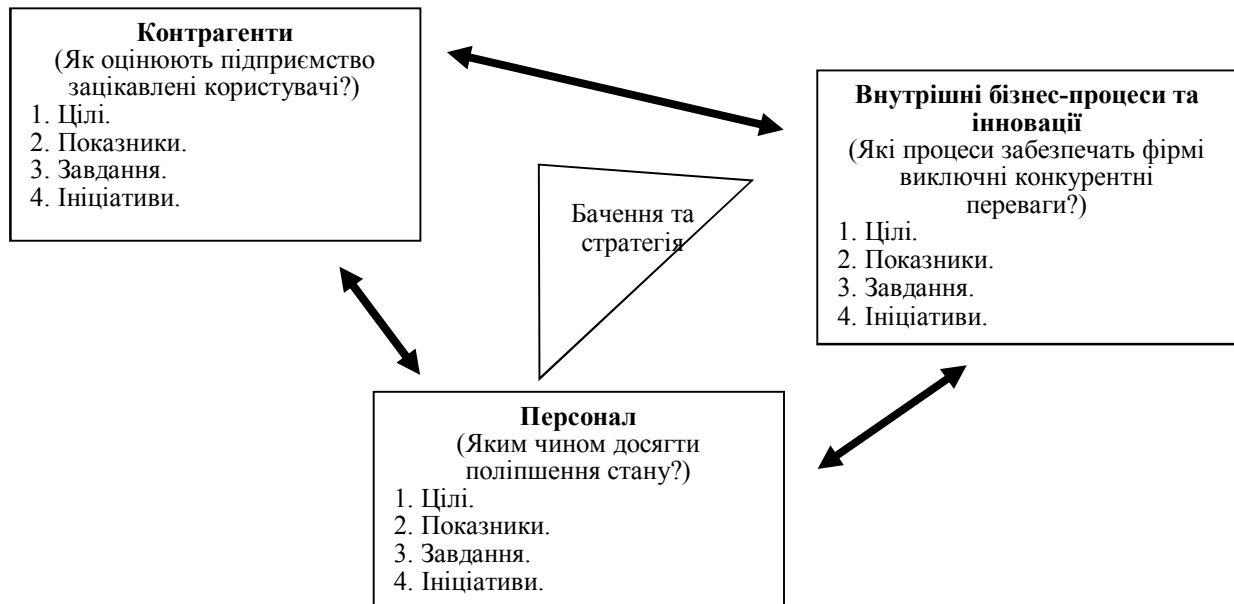 Контрагенти
(Як оцінюють підприємство
зацікавлені користувачі?)
1. Цілі.
2. Показники.
3. Завдання.
4. Ініціативи.
Внутрішні бізнес-процеси та
інновації
(Які процеси забезпечать фірмі
виключні конкурентні
переваги?)
1. Цілі.
2. Показники.
3. Завдання.
4. Ініціативи.
Бачення та
стратегія
Персонал
(Яким чином досягти
поліпшення стану?)
1. Цілі.
2. Показники.
3. Завдання.
4. Ініціативи.